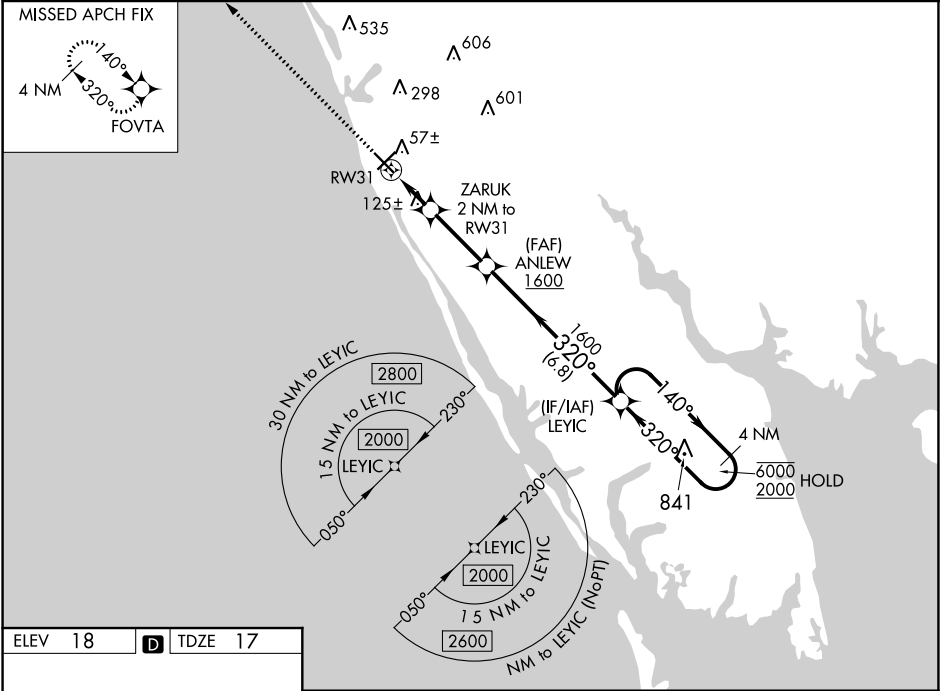 MISSED APCH FIX
140°
4 NM
320°
FOVTA
535
606
298
601
57±
RW31
125±
ZARUK
2 NM to
RW31
(FAF)
ANLEW
1600
1600
320°
(6.8)
(IF/IAF)
LEYIC
140°
320°
4 NM
841
6000
2000
HOLD
30 NM to LEYIC
2800
15 NM to LEYIC
2000
LEYIC
230°
050°
230°
LEYIC
2000
050°
15 NM to LEYIC
2600
NM to LEYIC (NoPT)
ELEV 18
D
TDZE 17